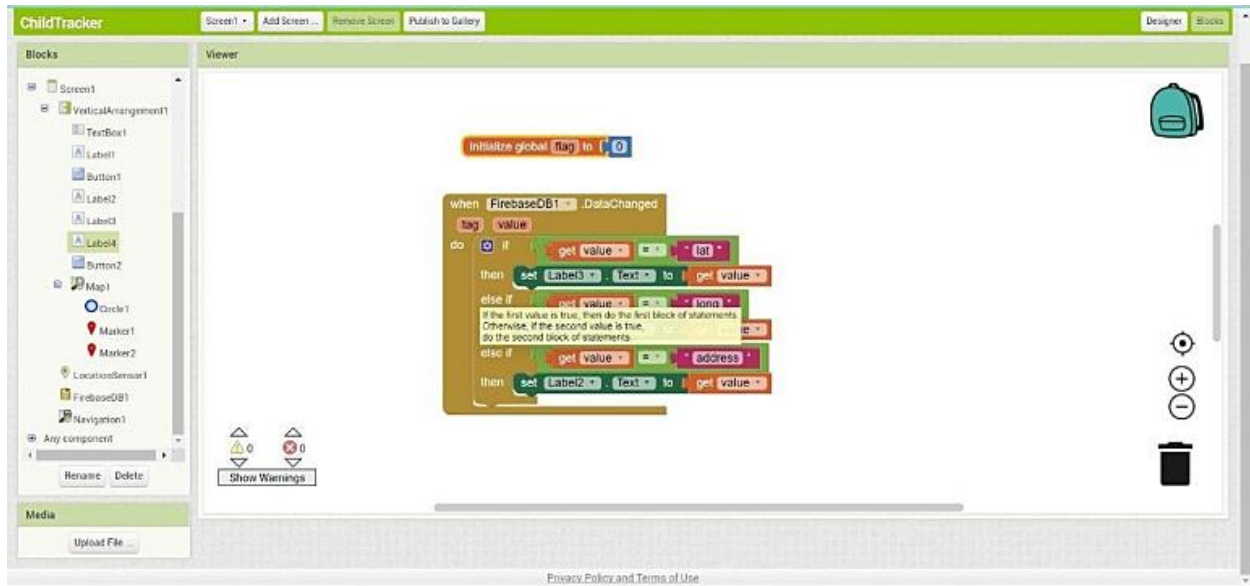 ChildTracker
Screen1 Add Screen ... Remove Screen Publish to Gallery Designer Blocks
Blocks
Viewer
Screen1
VerticalArrangement1
TextBox1
Label1
Button1
Label2
Label3
Label4
Button2
Map1
Circle1
Marker1
Marker2
LocationSensor1
FirebaseDB1
Navigation1
Any component
Rename Delete
Media
Upload File ...
initialize global flag to 0
when FirebaseDB1 .DataChanged
tag value
do if get value = " lat "
then set Label3 . Text to get value
else if get value = " long "
If the first value is true, then do the first block of statements.
Otherwise, if the second value is true,
do the second block of statements.
else if get value = " address "
then set Label2 . Text to get value
0 0
Show Warnings
Privacy Policy and Terms of Use